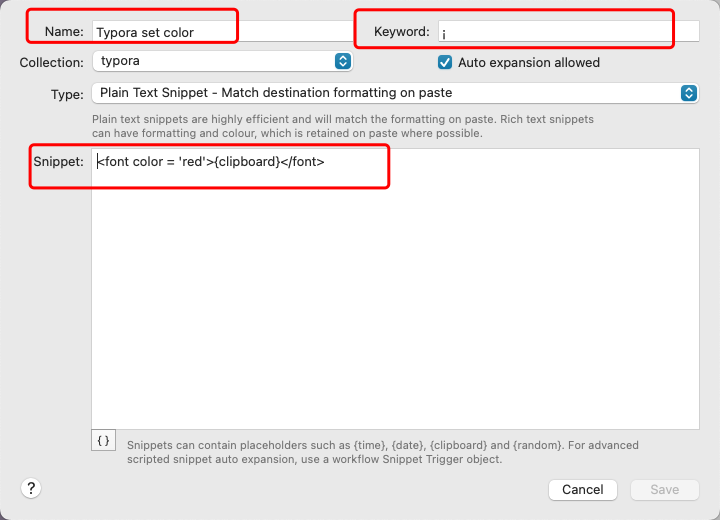 Name: Typora set color
Keyword: ¡
Collection: typora
Auto expansion allowed
Type: Plain Text Snippet - Match destination formatting on paste
Plain text snippets are highly efficient and will match the formatting on paste. Rich text snippets
can have formatting and colour, which is retained on paste where possible.
Snippet: <font color = 'red'>{clipboard}</font>
{ }
Snippets can contain placeholders such as {time}, {date}, {clipboard} and {random}. For advanced
scripted snippet auto expansion, use a workflow Snippet Trigger object.
?
Cancel
Save